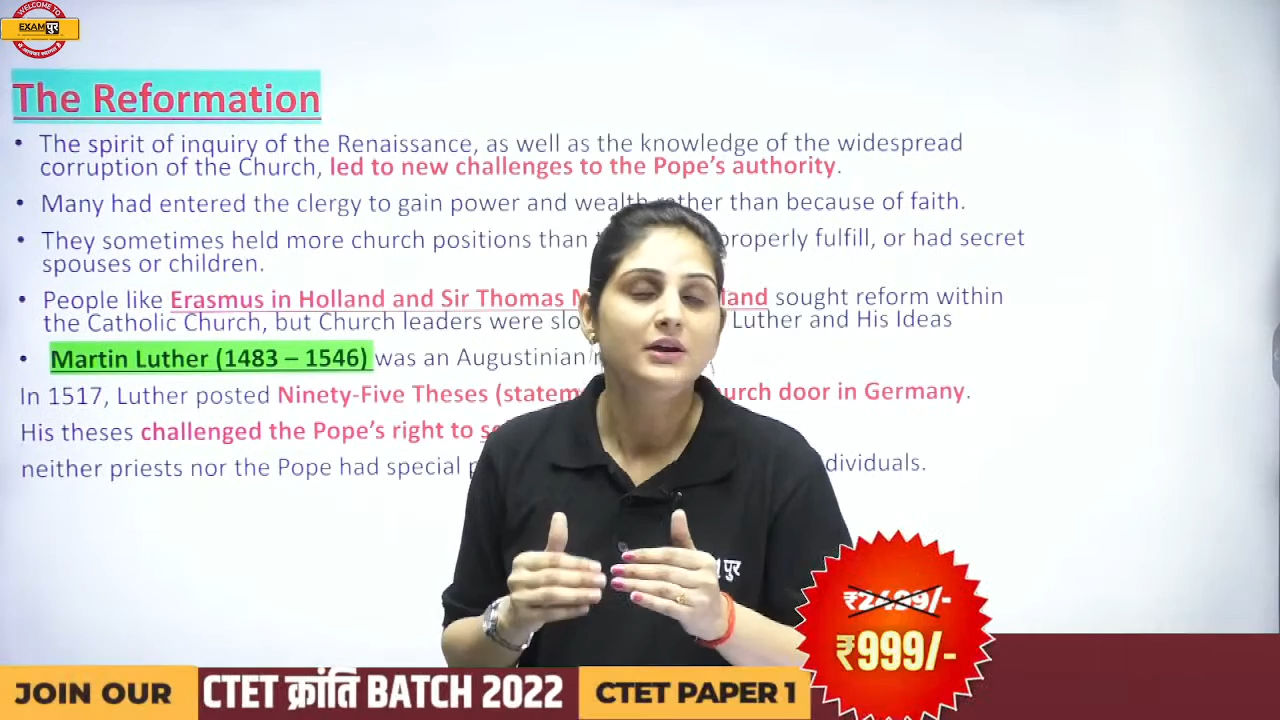 WELCOME TO
EXAMपुर
The Reformation
• The spirit of inquiry of the Renaissance, as well as the knowledge of the widespread
corruption of the Church, led to new challenges to the Pope's authority.
• Many had entered the clergy to gain power and wealth rather than because of faith.
• They sometimes held more church positions than properly fulfill, or had secret
spouses or children.
• People like Erasmus in Holland and Sir Thomas sought reform within
the Catholic Church, but Church leaders were Luther and His Ideas
• Martin Luther (1483 – 1546) was an Augustinian
In 1517, Luther posted Ninety-Five Theses door in Germany.
His theses challenged the Pope's right to
neither priests nor the Pope had special
पुर
₹2499/-
₹999/-
JOIN OUR CTET क्रांति BATCH 2022 CTET PAPER 1